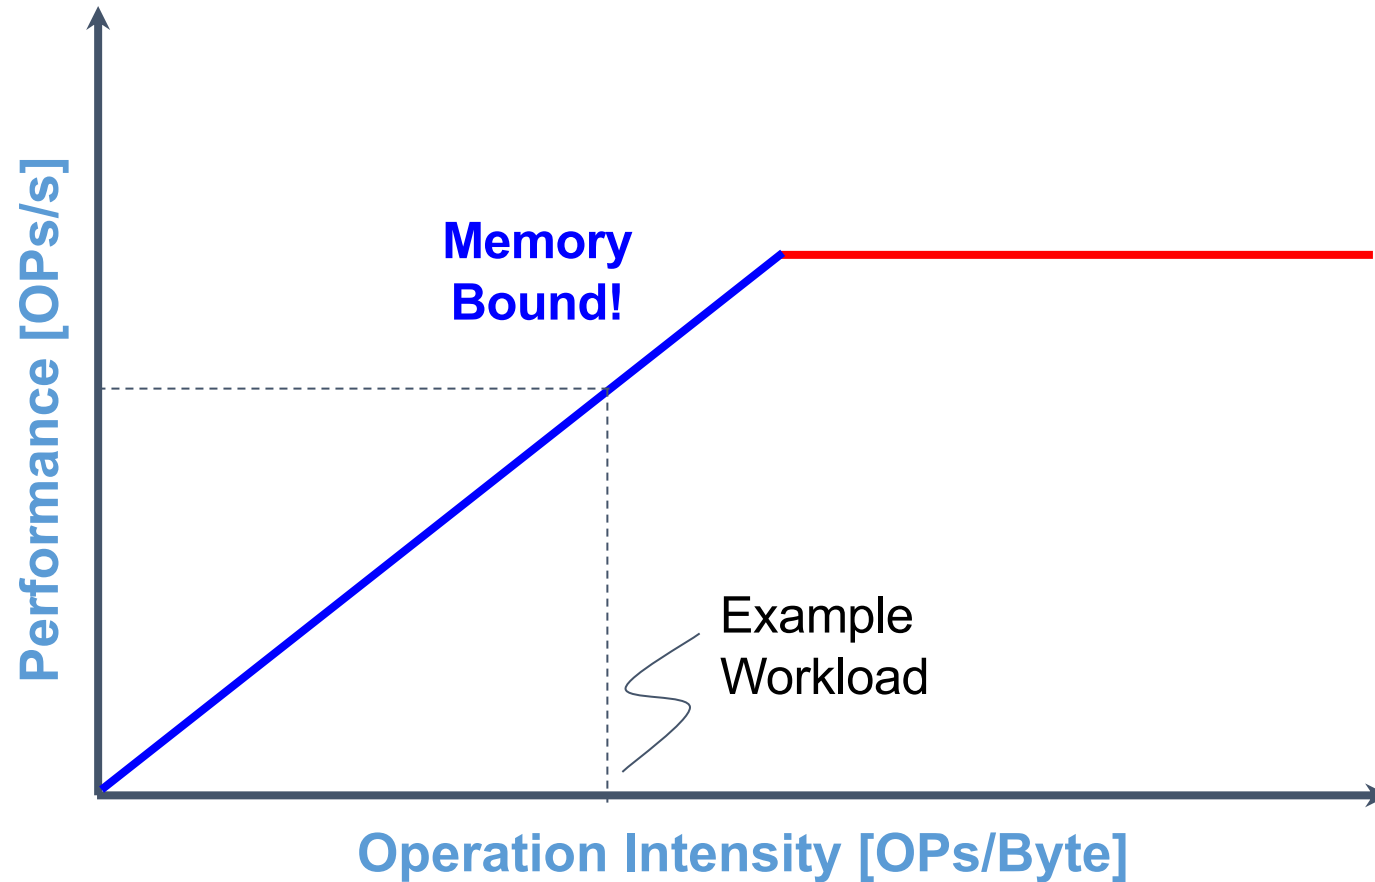 Performance [OPs/s]
Memory
Bound!
Example
Workload
Operation Intensity [OPs/Byte]